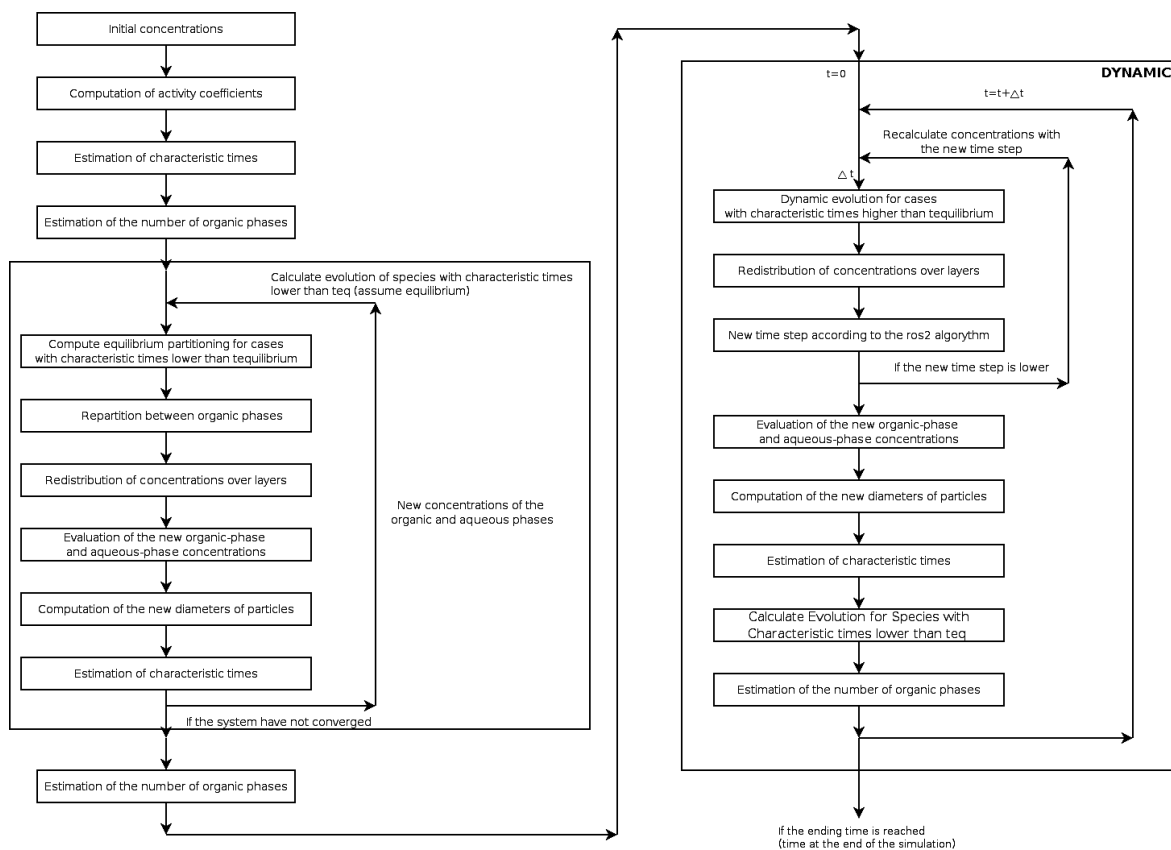 Initial concentrations
Computation of activity coefficients
Estimation of characteristic times
Estimation of the number of organic phases
Calculate evolution of species with characteristic times
lower than teq (assume equilibrium)
Compute equilibrium partitioning for cases
with characteristic times lower than tequilibrium
Repartition between organic phases
Redistribution of concentrations over layers
New concentrations of the
organic and aqueous phases
Evaluation of the new organic-phase
and aqueous-phase concentrations
Computation of the new diameters of particles
Estimation of characteristic times
If the system have not converged
Estimation of the number of organic phases
DYNAMIC
t=0
t=t+△t
Recalculate concentrations with
the new time step
△ t
Dynamic evolution for cases
with characteristic times higher than tequilibrium
Redistribution of concentrations over layers
New time step according to the ros2 algorythm
If the new time step is lower
Evaluation of the new organic-phase
and aqueous-phase concentrations
Computation of the new diameters of particles
Estimation of characteristic times
Calculate Evolution for Species with
Characteristic times lower than teq
Estimation of the number of organic phases
If the ending time is reached
(time at the end of the simulation)